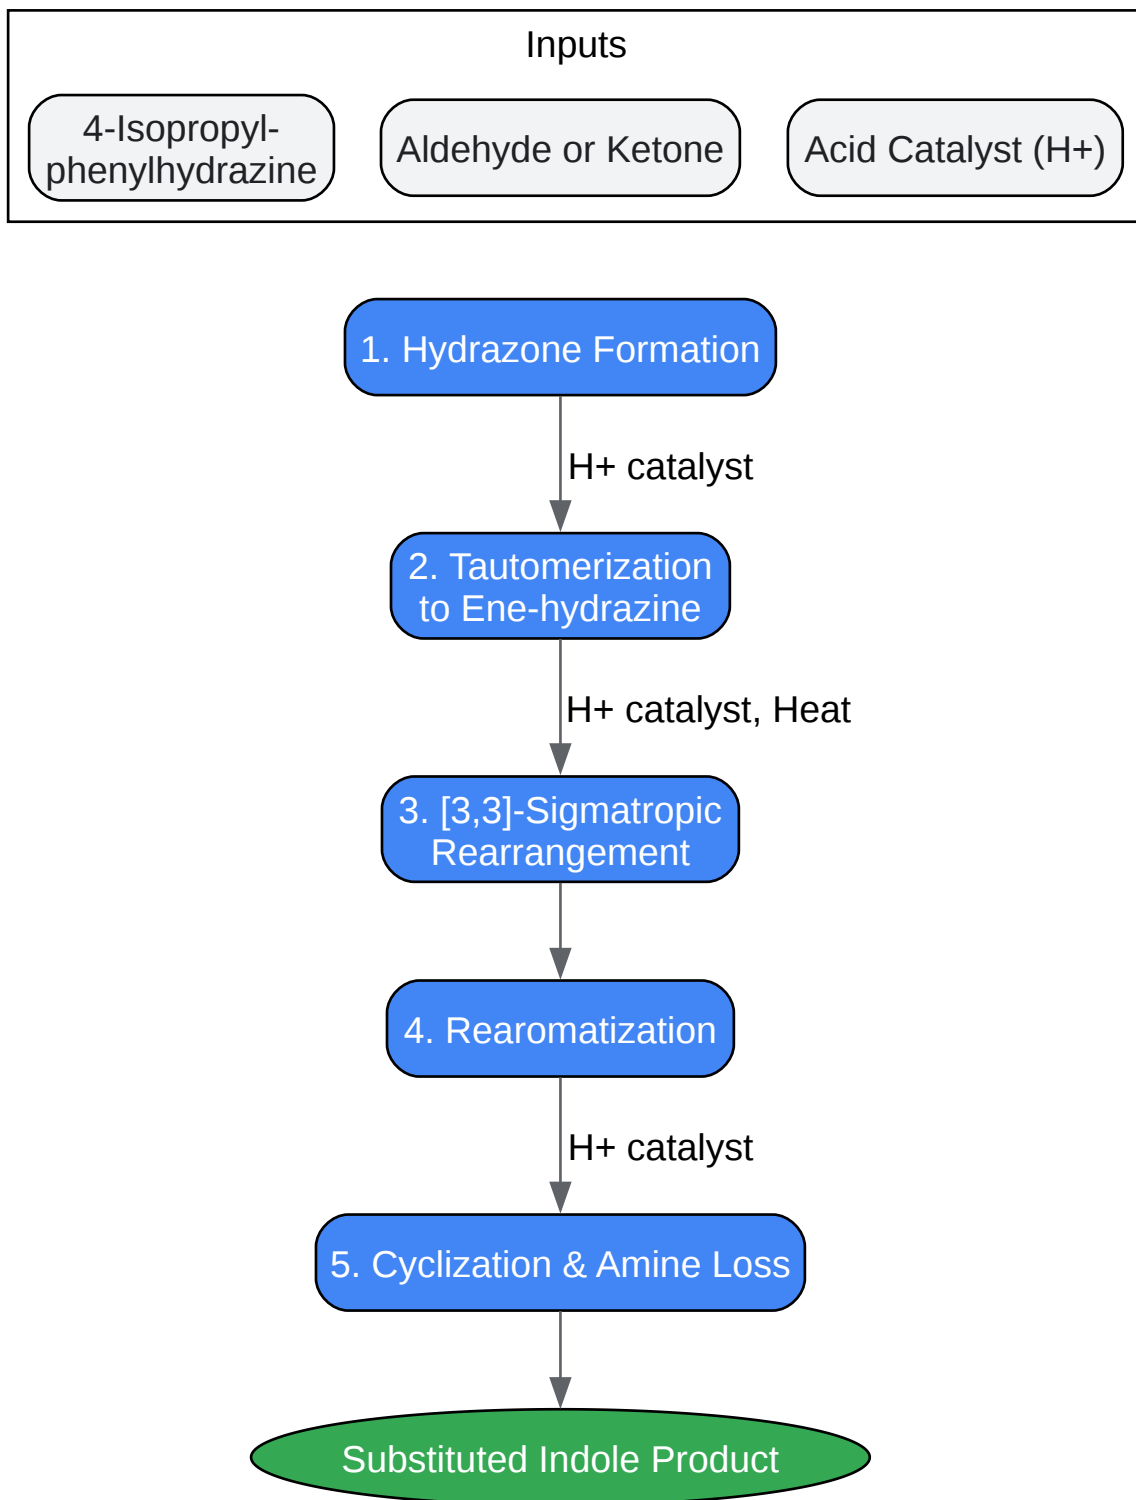 Inputs
4-Isopropyl-
phenylhydrazine
Aldehyde or Ketone
Acid Catalyst (H+)
1. Hydrazone Formation
H+ catalyst
2. Tautomerization
to Ene-hydrazine
H+ catalyst, Heat
3. [3,3]-Sigmatropic
Rearrangement
4. Rearomatization
H+ catalyst
5. Cyclization & Amine Loss
Substituted Indole Product